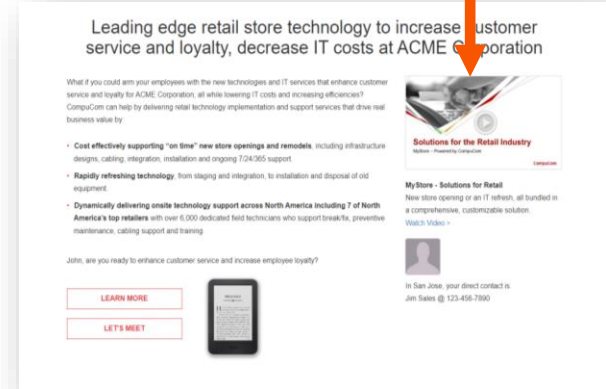 Leading edge retail store technology to increase customer
service and loyalty, decrease IT costs at ACME Corporation
What if you could arm your employees with the new technologies and IT services that enhance customer
service and loyalty for ACME Corporation, all while lowering IT costs and increasing efficiencies?
CompuCom can help by delivering retail technology implementation and support services that drive real
business value by:
• Cost effectively supporting "on time" new store openings and remodels, including infrastructure
designs, cabling, integration, installation and ongoing 7/24/365 support
• Rapidly refreshing technology, from staging and integration, to installation and disposal of old
equipment.
• Dynamically delivering onsite technology support across North America including 7 of North
America's top retailers with over 6,000 dedicated field technicians who support break/fix, preventive
maintenance, cabling support and training
John, are you ready to enhance customer service and increase employee loyalty?
LEARN MORE
LET'S MEET
Solutions for the Retail Industry
MyStore - Powered by CompuCom
CompuCom
MyStore - Solutions for Retail
New store opening or an IT refresh, all bundled in
a comprehensive, customizable solution.
Watch Video >
In San Jose, your direct contact is
Jim Sales @ 123-456-7890